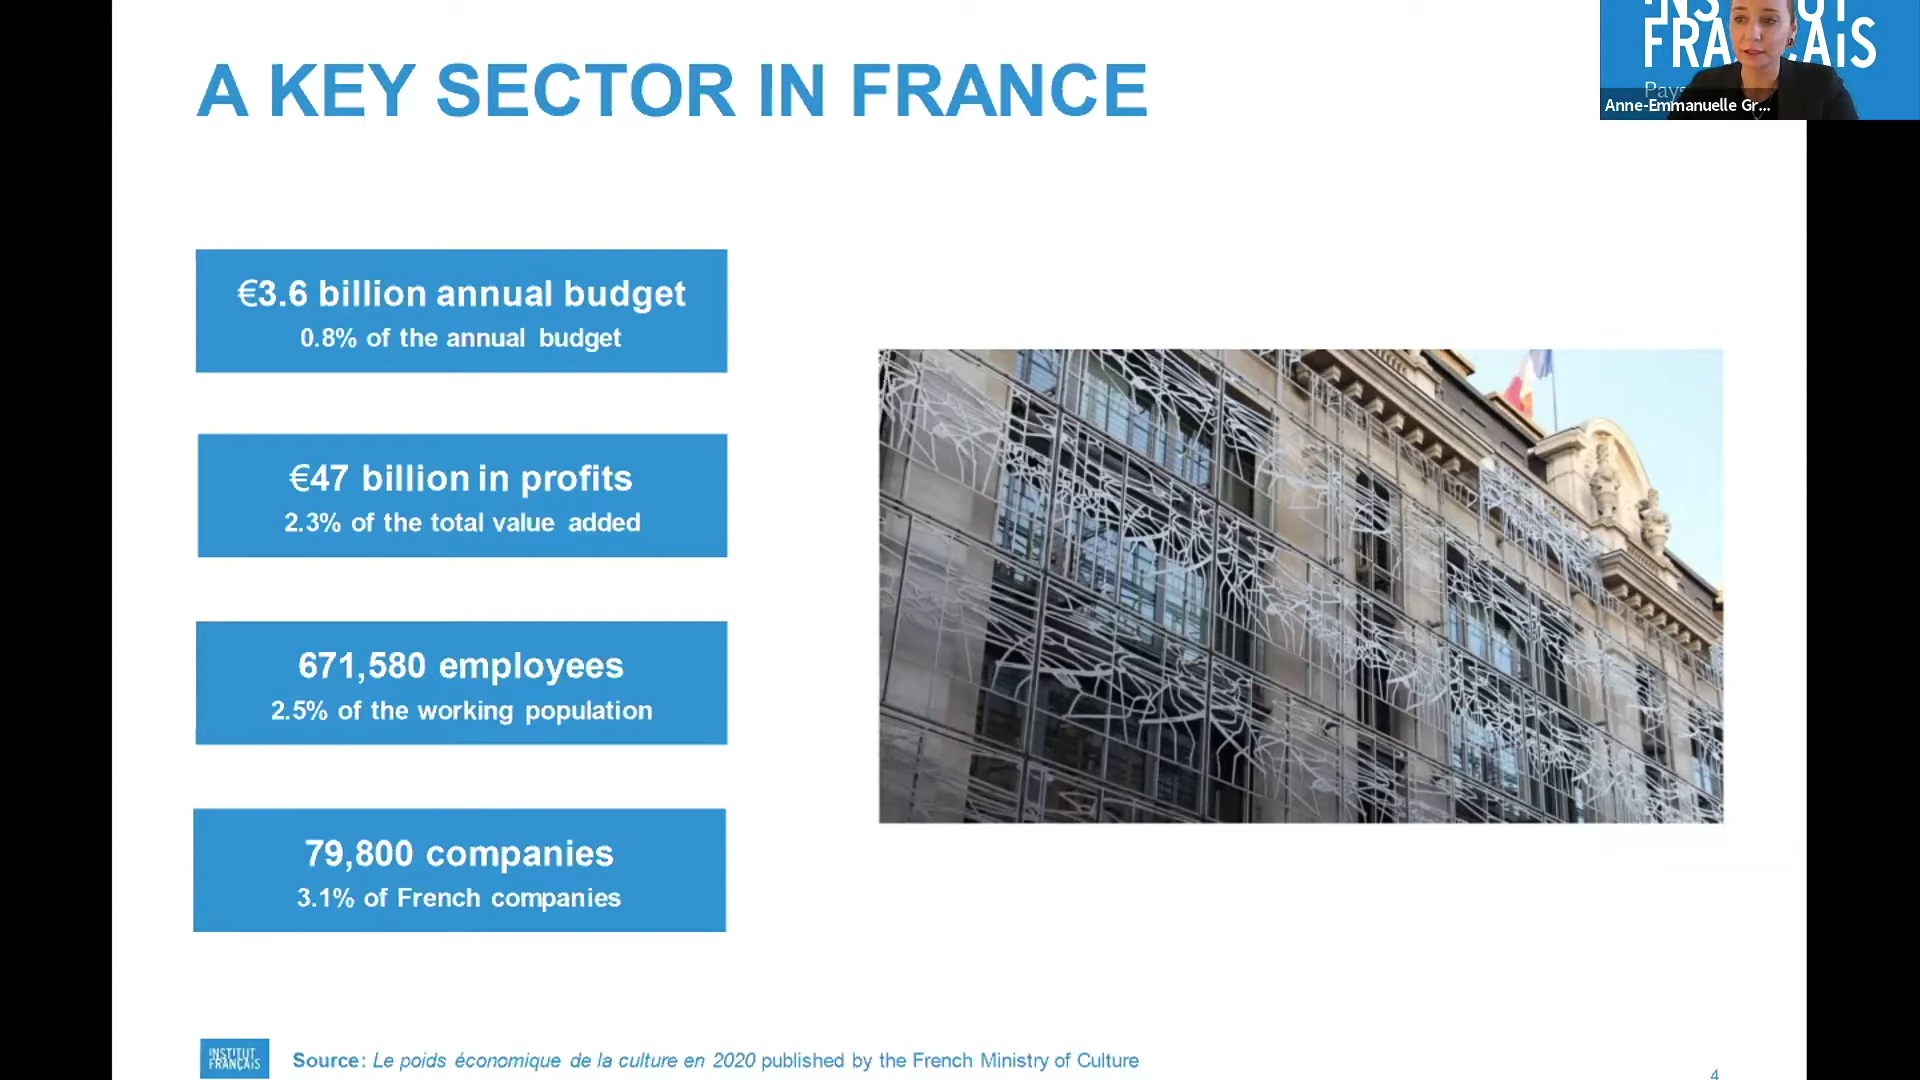 A KEY SECTOR IN FRANCE
FRANÇAIS
Anne-Emmanuelle Gr...
€3.6 billion annual budget
0.8% of the annual budget
€47 billion in profits
2.3% of the total value added
671,580 employees
2.5% of the working population
79,800 companies
3.1% of French companies
INSTITUT
FRANÇAIS
Source: Le poids économique de la culture en 2020 published by the French Ministry of Culture
4